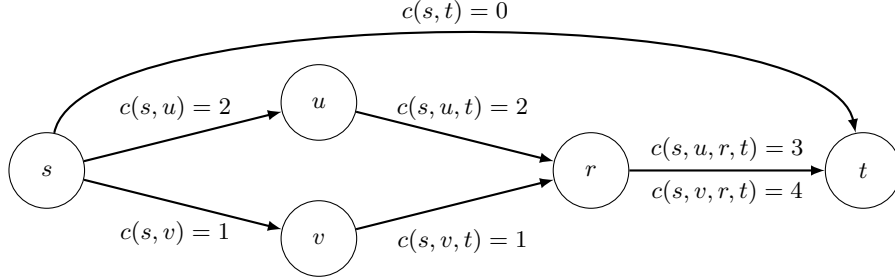 c(s, t) = 0
c(s, u) = 2
u
c(s, u, t) = 2
s
r
c(s, u, r, t) = 3
c(s, v, r, t) = 4
t
c(s, v) = 1
v
c(s, v, t) = 1